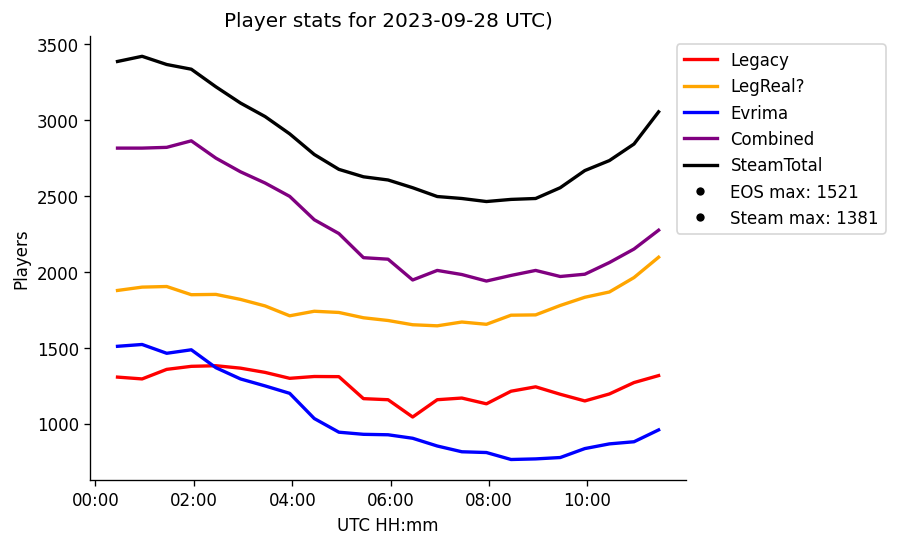 Player stats for 2023-09-28 UTC)
3500
3000
2500
2000
1500
1000
Players
00:00
02:00
04:00
06:00
08:00
10:00
UTC HH:mm
Legacy
LegReal?
Evrima
Combined
SteamTotal
EOS max: 1521
Steam max: 1381